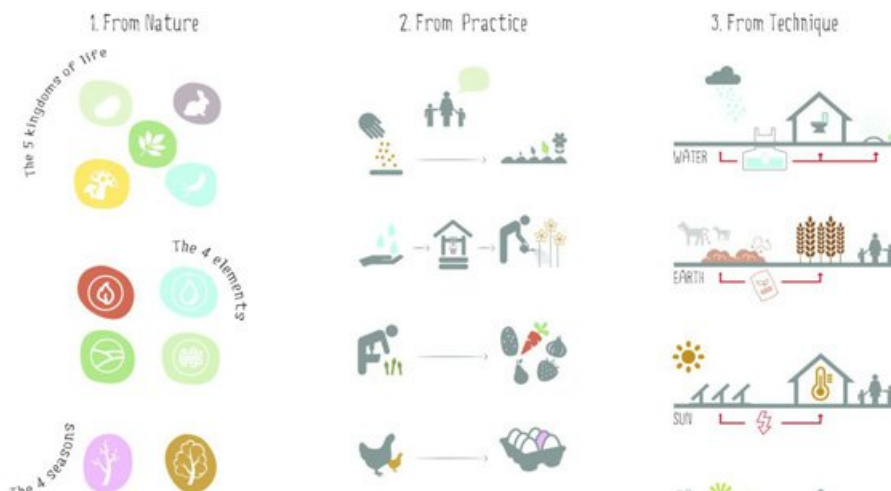 1. From Nature
2. From Practice
3. From Technique
The 5 kingdoms of life
WATER
The 4 elements
EARTH
SUN
The 4 seasons